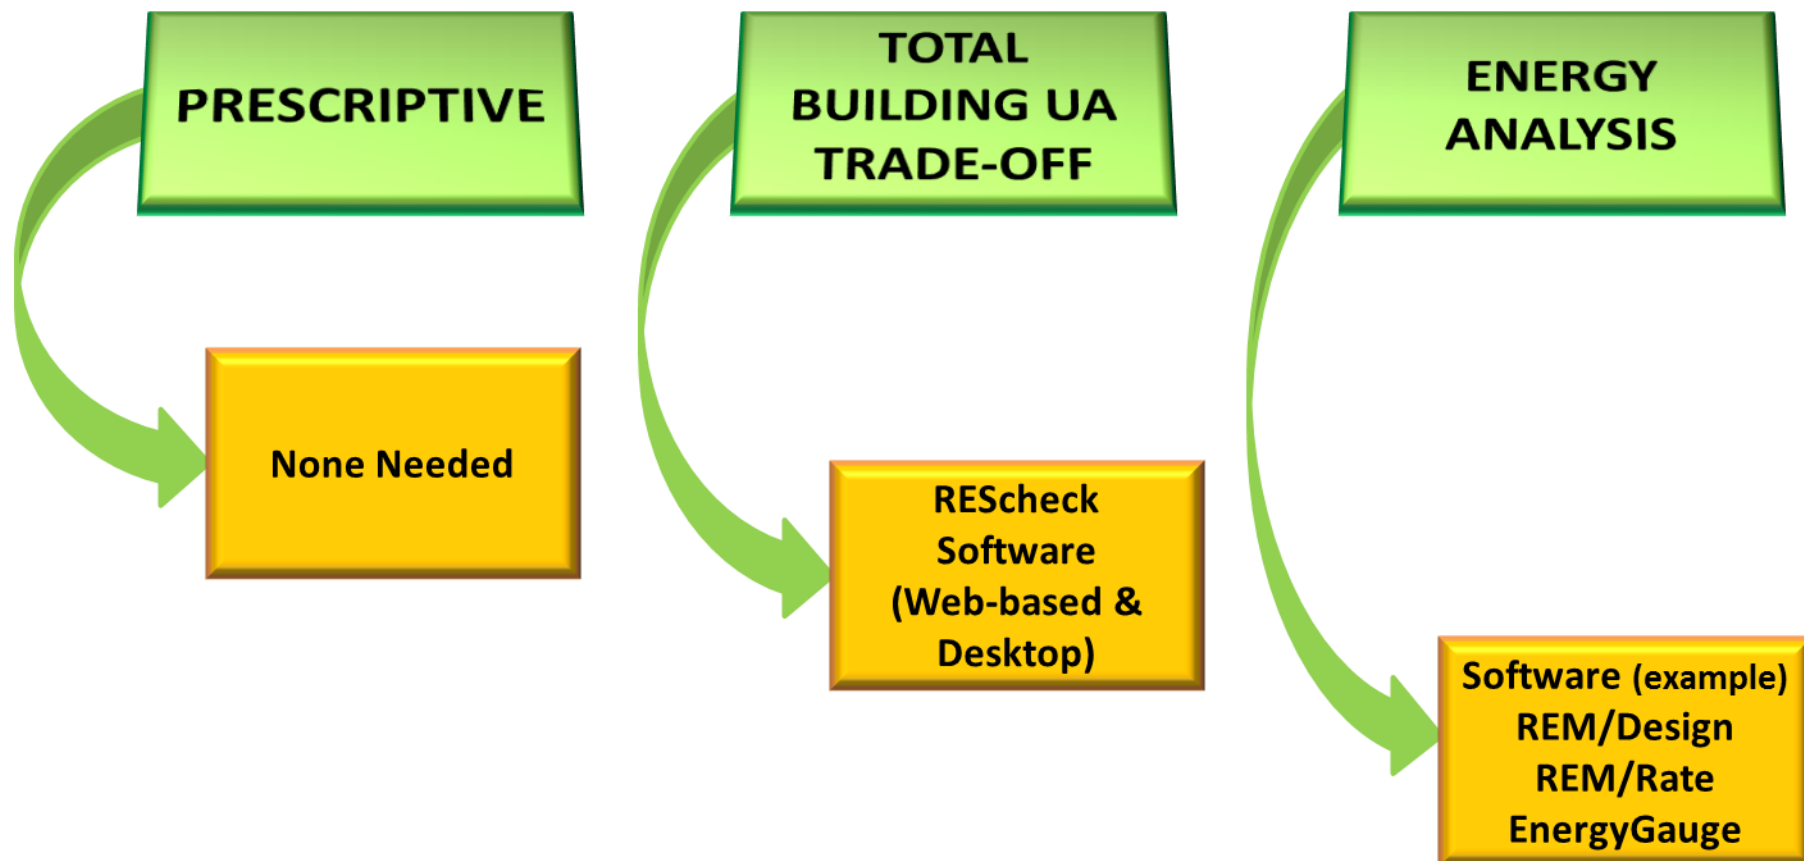 PRESCRIPTIVE
None Needed
TOTAL
BUILDING UA
TRADE-OFF
REScheck
Software
(Web-based &
Desktop)
ENERGY
ANALYSIS
Software (example)
REM/Design
REM/Rate
EnergyGauge